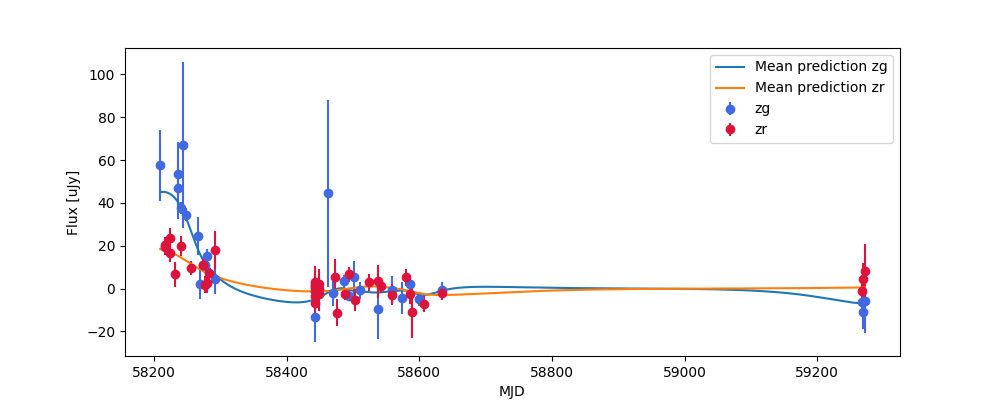 Mean prediction zg
Mean prediction zr
zg
zr
Flux [uJy]
100
80
60
40
20
0
−20
58200
58400
58600
58800
59000
59200
MJD